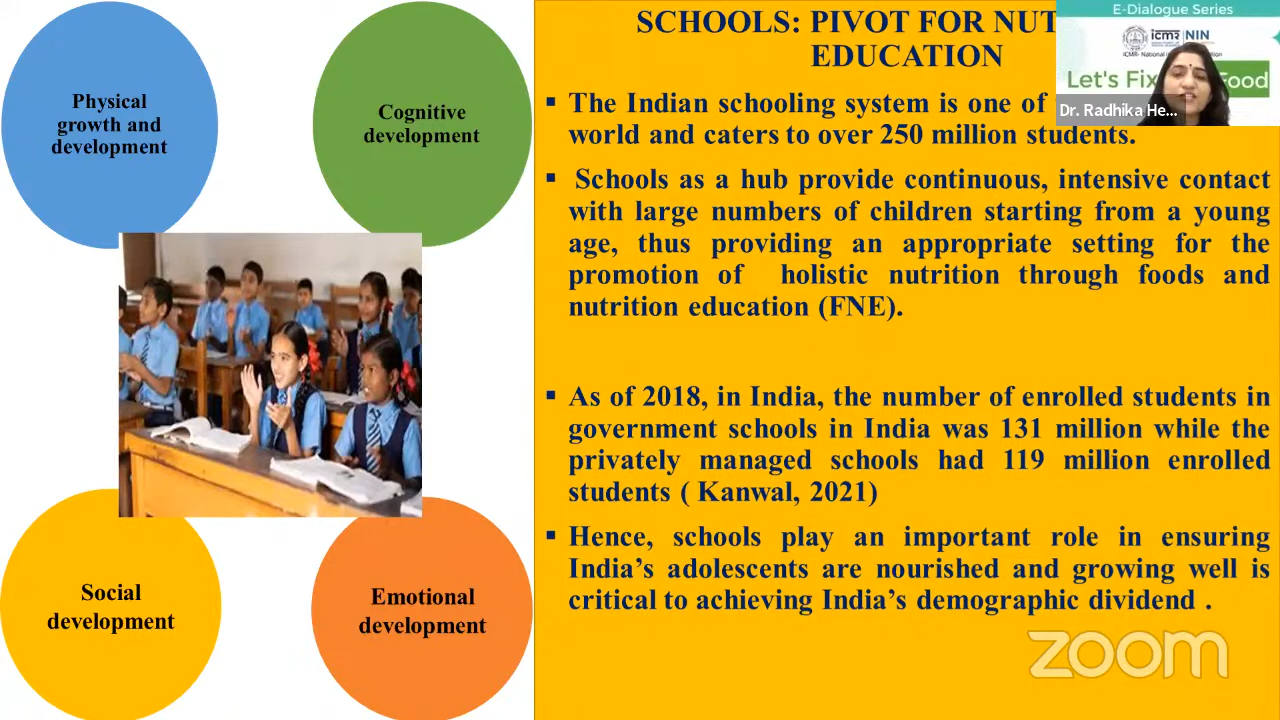 Physical
growth and
development
Cognitive
development
Social
development
Emotional
development
SCHOOLS: PIVOT FOR
EDUCATION
▪ The Indian schooling system is one of
world and caters to over 250 million students.
▪ Schools as a hub provide continuous, intensive contact
with large numbers of children starting from a young
age, thus providing an appropriate setting for the
promotion of holistic nutrition through foods and
nutrition education (FNE).
▪ As of 2018, in India, the number of enrolled students in
government schools in India was 131 million while the
privately managed schools had 119 million enrolled
students ( Kanwal, 2021)
▪ Hence, schools play an important role in ensuring
India's adolescents are nourished and growing well is
critical to achieving India's demographic dividend .
E-Dialogue Series
icmr NIN
ICMR- National
Let's Fix Food
Dr. Radhika He...
zoom